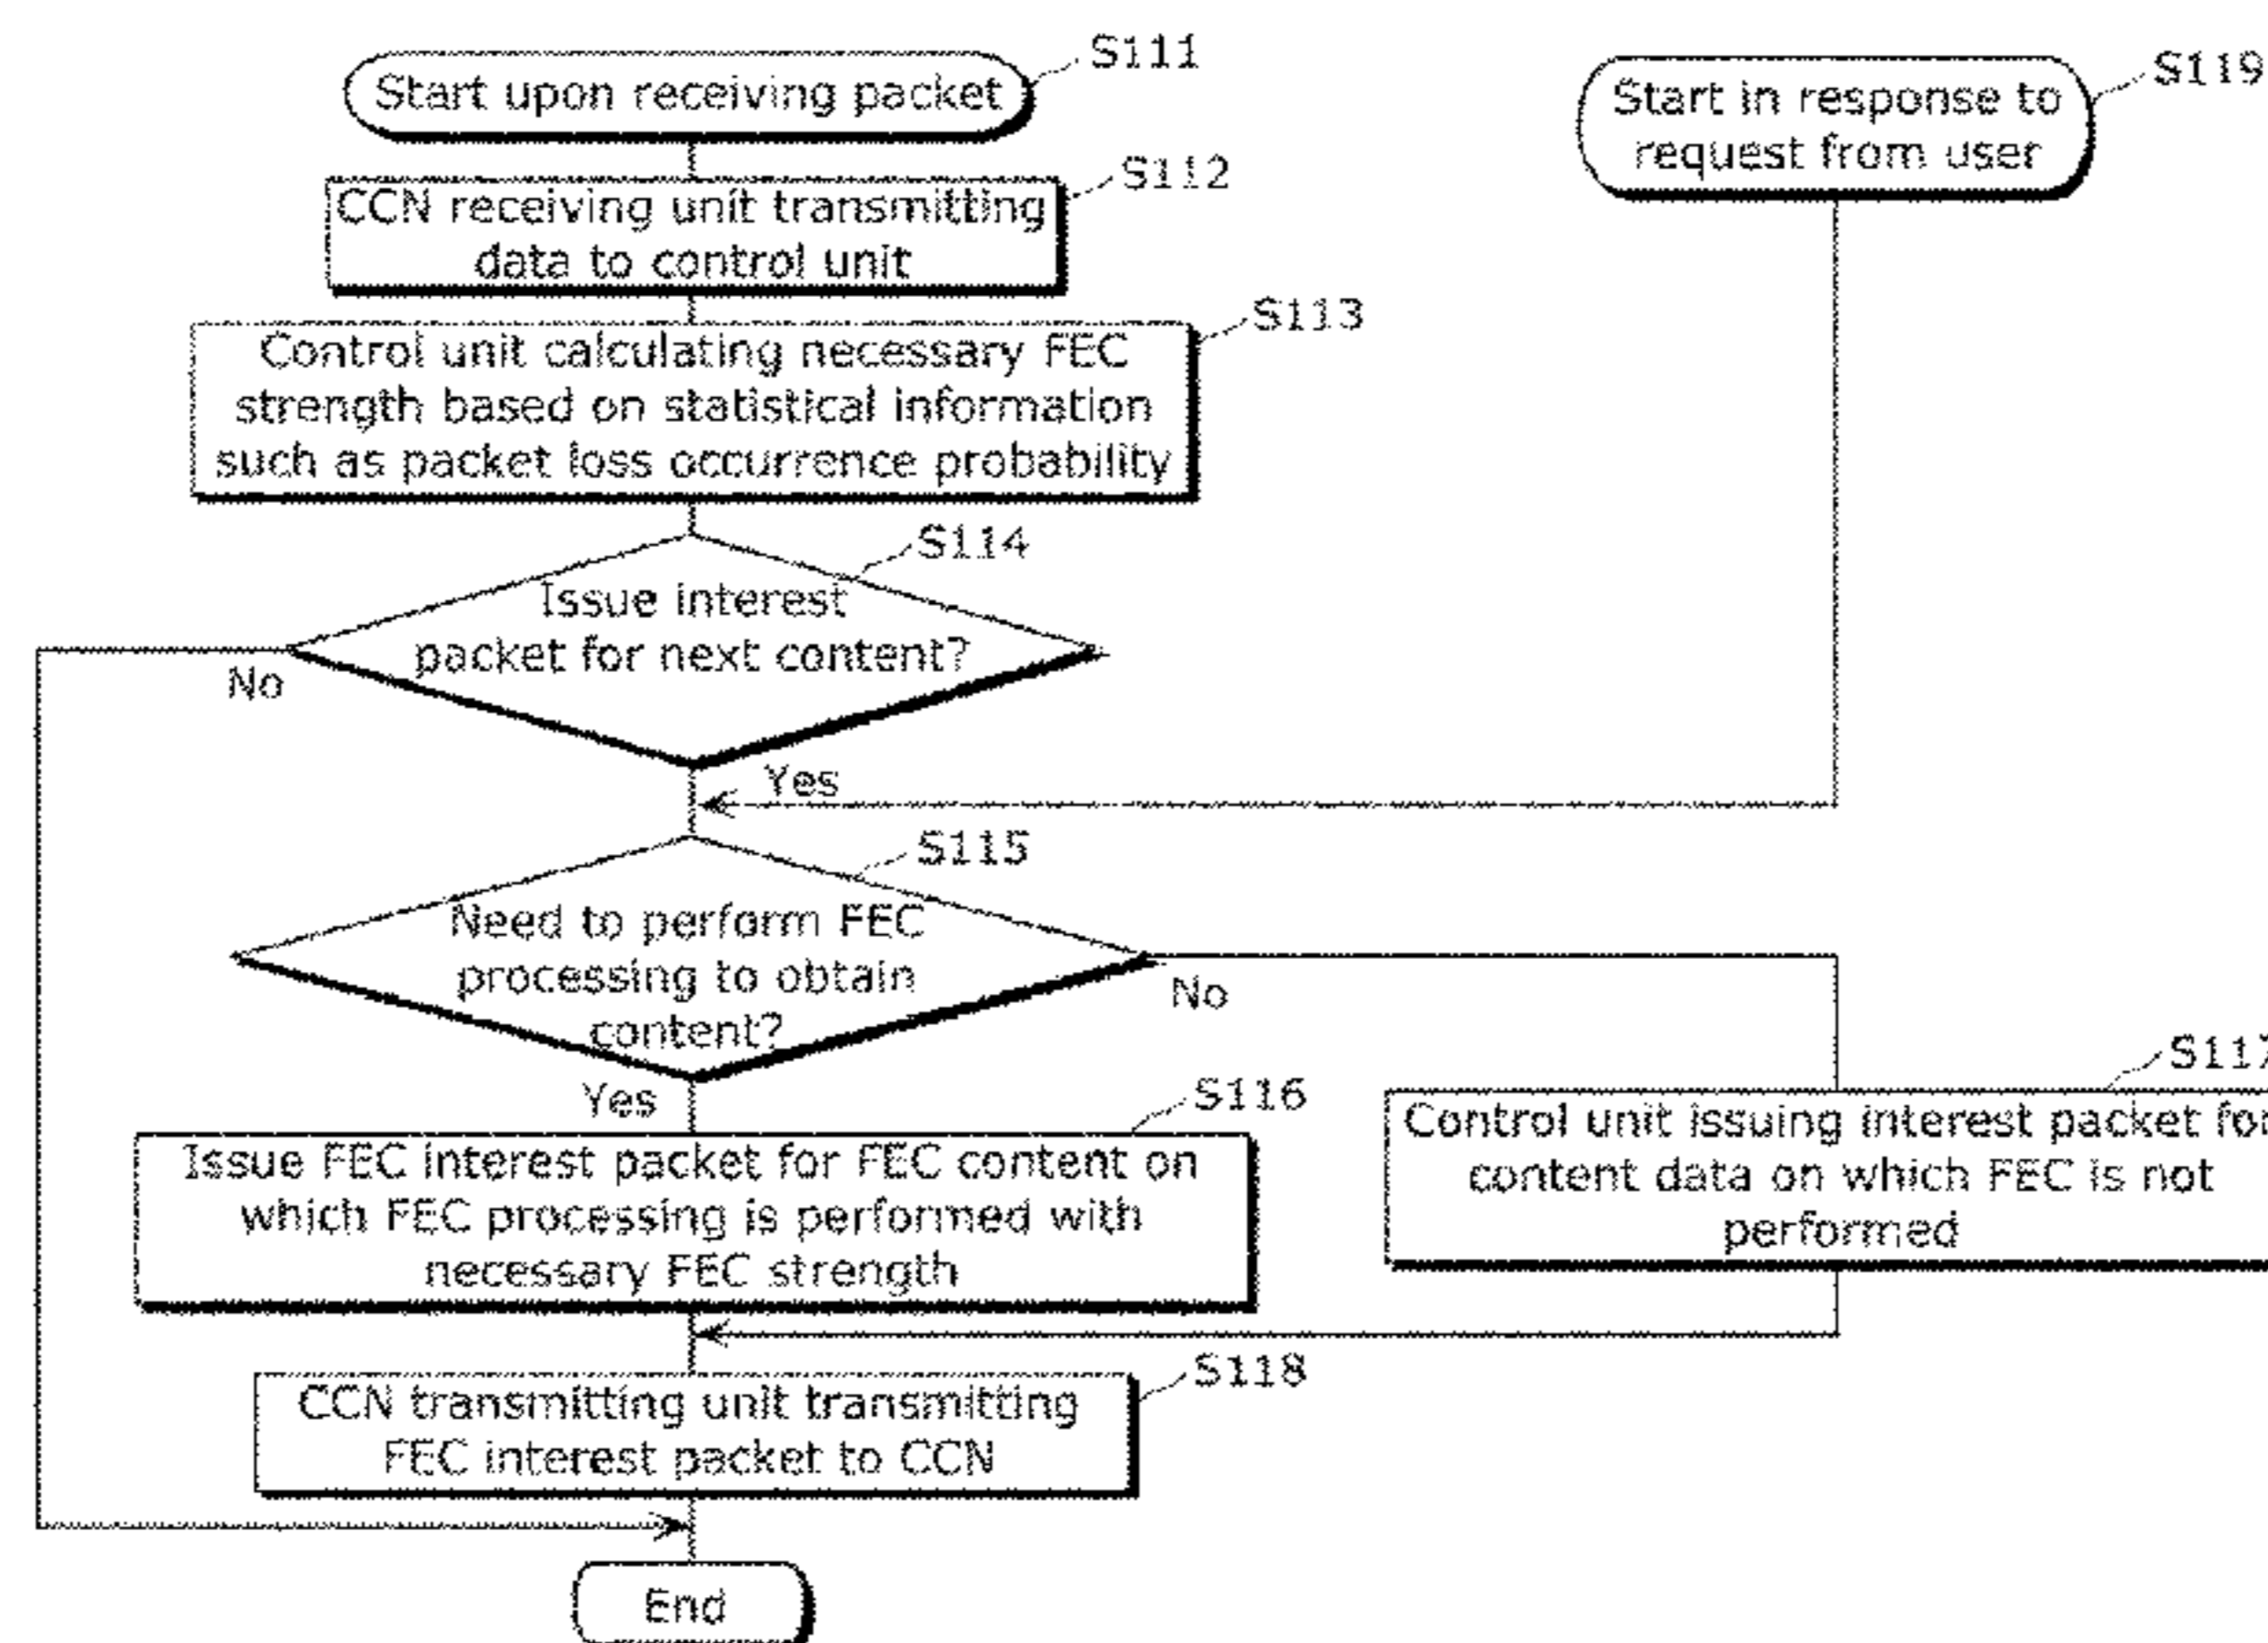 S111
Start upon receiving packet
S119
Start in response to
request from user
S112
CCN receiving unit transmitting
data to control unit
S113
Control unit calculating necessary FEC
strength based on statistical information
such as packet loss occurrence probability
S114
Issue interest
packet for next content?
No
Yes
S115
Need to perform FEC
processing to obtain
content?
No
Yes
S116
Issue FEC interest packet for FEC content on
which FEC processing is performed with
necessary FEC strength
S117
Control unit issuing interest packet for
content data on which FEC is not
performed
S118
CCN transmitting unit transmitting
FEC interest packet to CCN
End